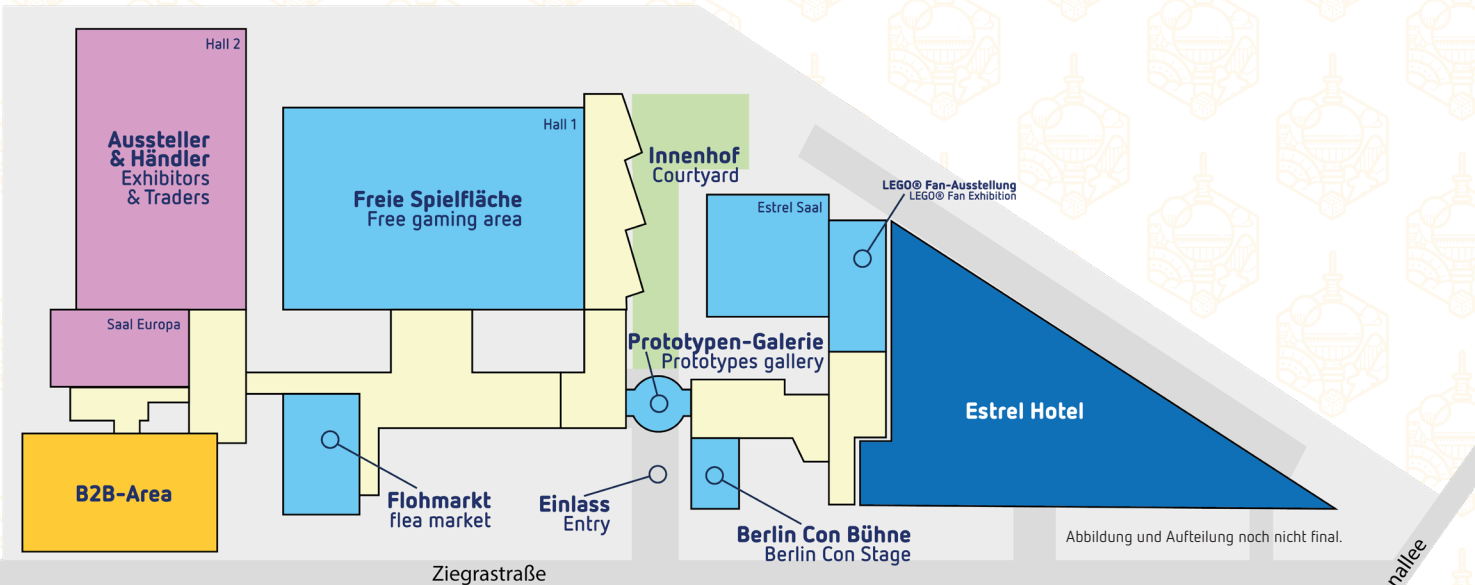 Hall 2
Aussteller
& Händler
Exhibitors
& Traders
Hall 1
Freie Spielfläche
Free gaming area
Innenhof
Courtyard
Estrel Saal
LEGO® Fan-Ausstellung
LEGO® Fan Exhibition
Saal Europa
Prototypen-Galerie
Prototypes gallery
Estrel Hotel
B2B-Area
Flohmarkt
flea market
Einlass
Entry
Berlin Con Bühne
Berlin Con Stage
Abbildung und Aufteilung noch nicht final.
Ziegrastraße
nallee